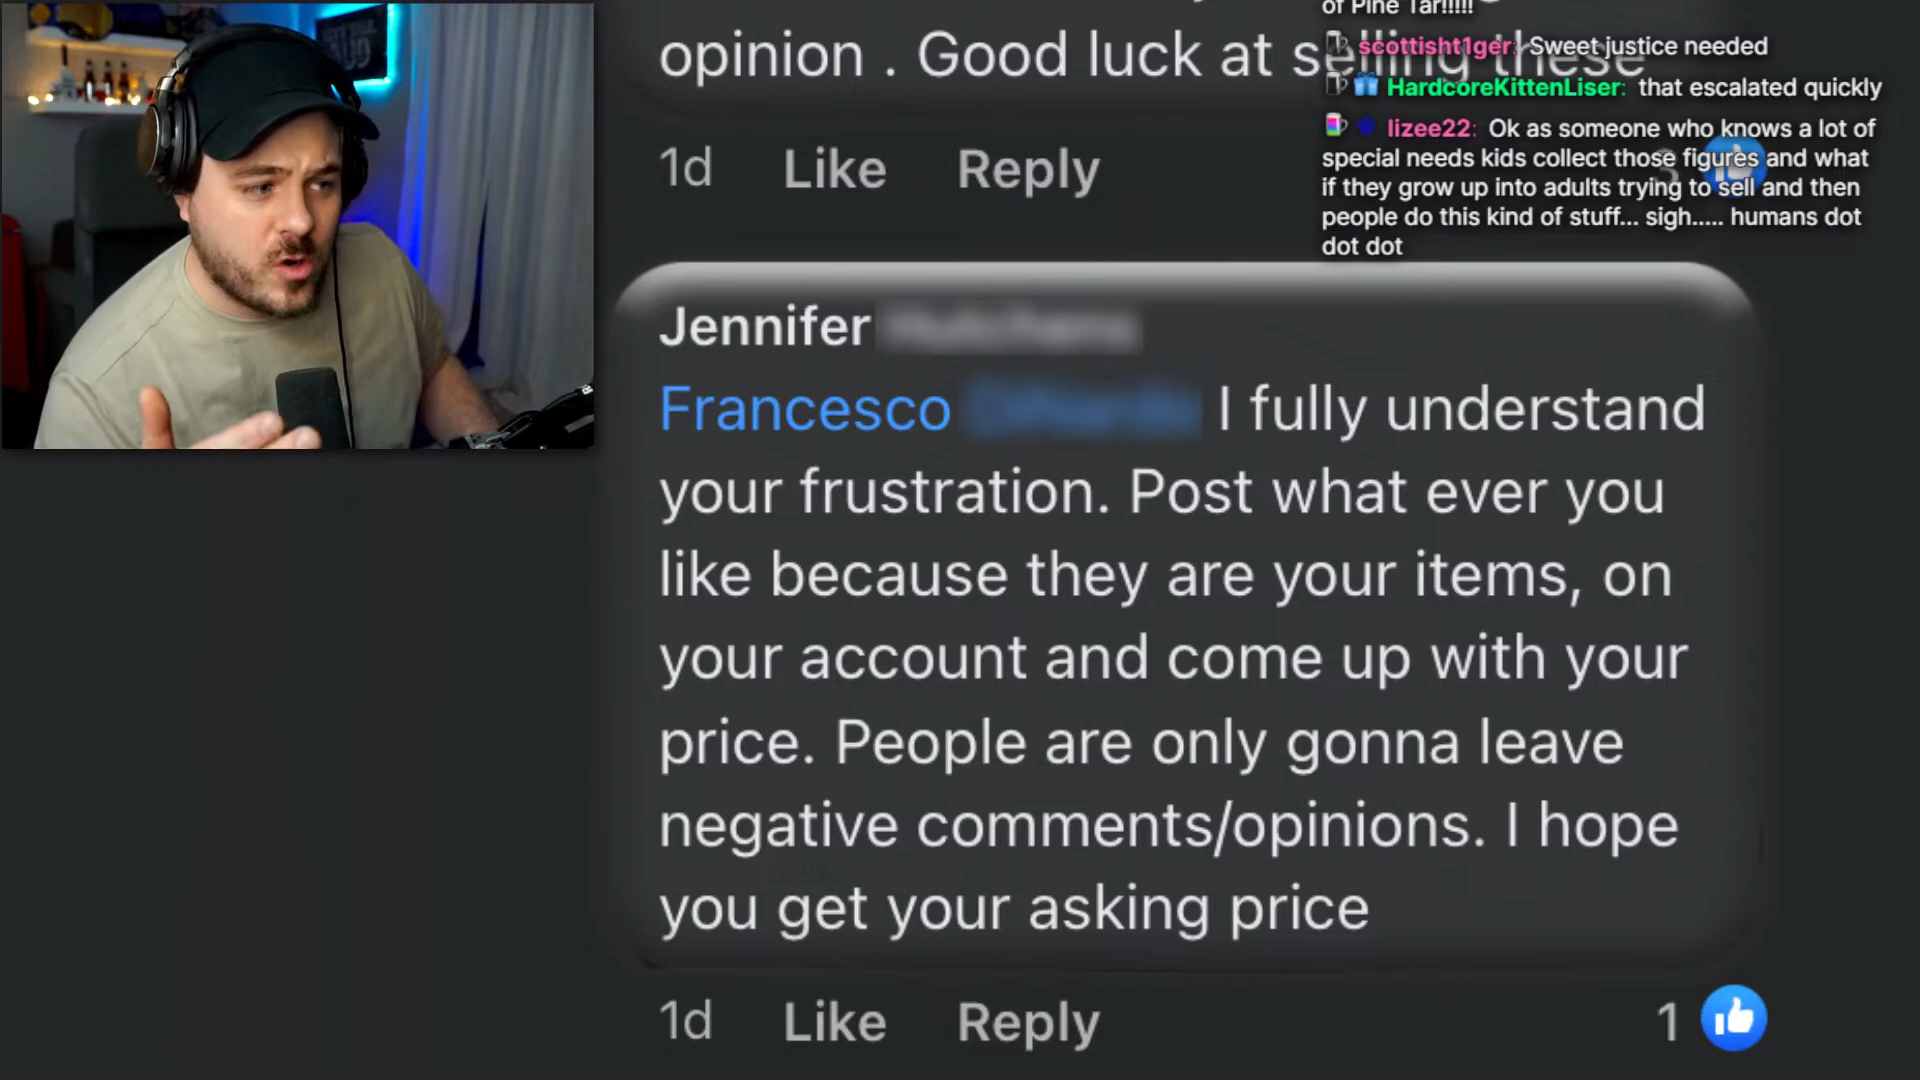 opinion . Good luck at selling these
1d Like Reply
3
of Pine Tar!!!!!
scottisht1ger: Sweet justice needed
HardcoreKittenLiser: that escalated quickly
lizee22: Ok as someone who knows a lot of
special needs kids collect those figures and what
if they grow up into adults trying to sell and then
people do this kind of stuff... sigh..... humans dot
dot dot
Jennifer
Francesco I fully understand
your frustration. Post what ever you
like because they are your items, on
your account and come up with your
price. People are only gonna leave
negative comments/opinions. I hope
you get your asking price
1d Like Reply
1